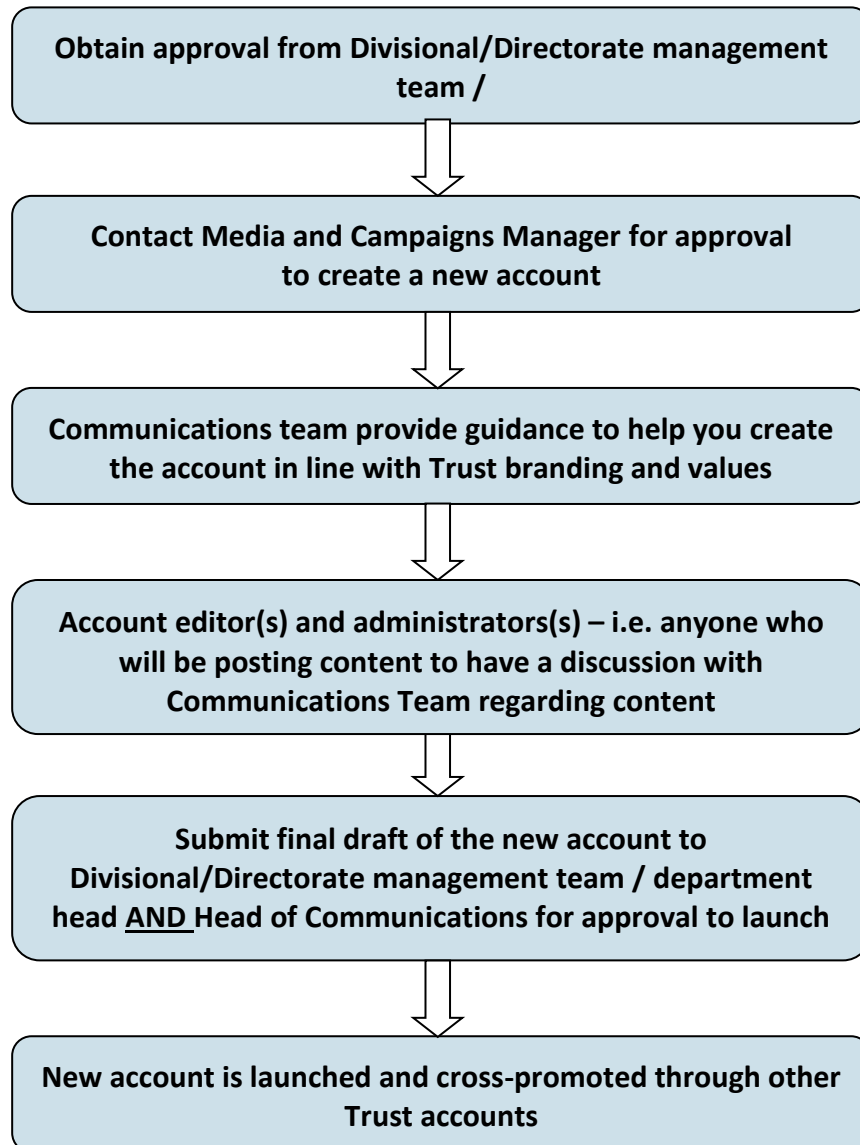 Obtain approval from Divisional/Directorate management
team /
Contact Media and Campaigns Manager for approval
to create a new account
Communications team provide guidance to help you create
the account in line with Trust branding and values
Account editor(s) and administrators(s) – i.e. anyone who
will be posting content to have a discussion with
Communications Team regarding content
Submit final draft of the new account to
Divisional/Directorate management team / department
head AND Head of Communications for approval to launch
New account is launched and cross-promoted through other
Trust accounts